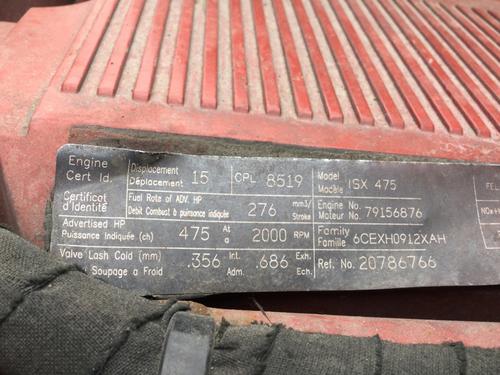 Engine
Cert Id.
Certificat
d'Identité
Displacement
Déplacement 15
CPL 8519
Model
Modèle ISX 475
Fuel Rate of ADV. HP
Debit Combust à puissance indiquée 276 mm3/
Stroke
Engine No.
Moteur No. 79156876
Advertised HP
Puissance Indiquée (ch) 475 At
a 2000 RPM
Family
Famille 6CEXH0912XAH
Valve Lash Cold (mm)
Soupage a Froid .356 Int.
Adm. .686 Exh.
Ech.
Ref. No. 20786766